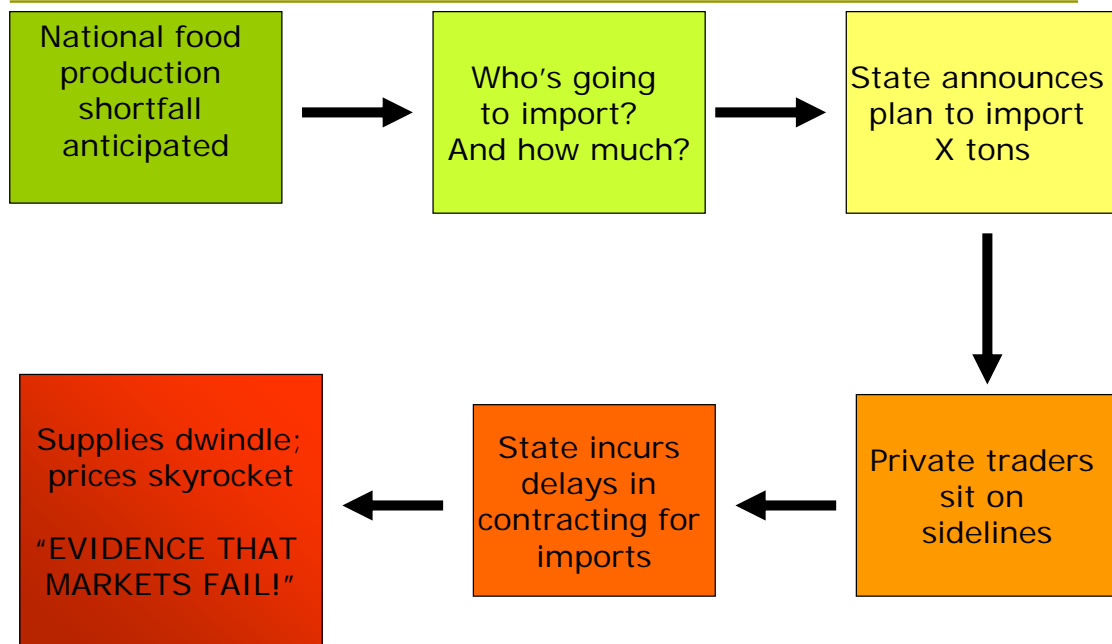 National food
production
shortfall
anticipated
Who's going
to import?
And how much?
State announces
plan to import
X tons
Private traders
sit on
sidelines
State incurs
delays in
contracting for
imports
Supplies dwindle;
prices skyrocket
"EVIDENCE THAT
MARKETS FAIL!"